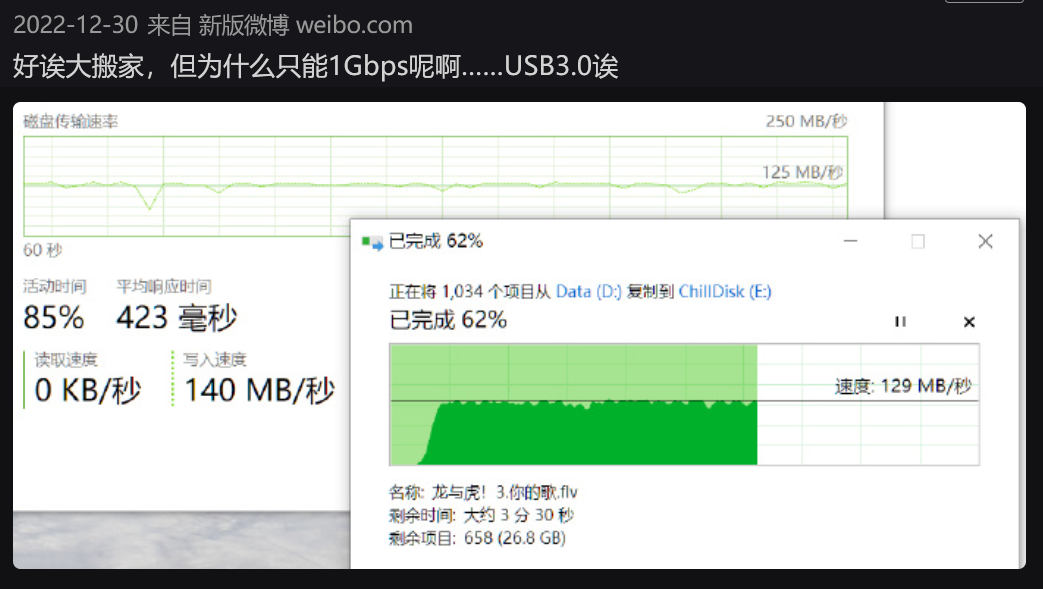 2022-12-30 来自 新版微博 weibo.com
好诶大搬家，但为什么只能1Gbps呢啊……USB3.0诶
磁盘传输速率 250 MB/秒
125 MB/秒
60 秒
活动时间 平均响应时间
85% 423 毫秒
读取速度 写入速度
0 KB/秒 140 MB/秒
已完成 62%
正在将 1,034 个项目从 Data (D:) 复制到 ChillDisk (E:)
已完成 62%
速度: 129 MB/秒
名称: 龙与虎！3.你的歌.flv
剩余时间: 大约 3 分 30 秒
剩余项目: 658 (26.8 GB)